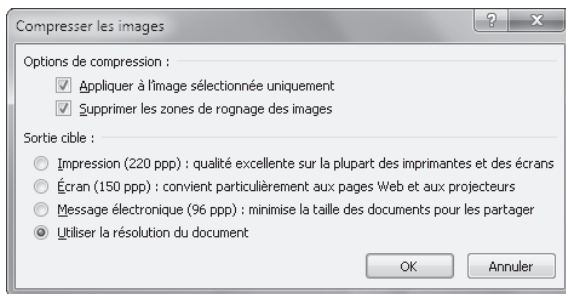 Compresser les images
Options de compression :
Appliquer à l'image sélectionnée uniquement
Supprimer les zones de rognage des images
Sortie cible :
Impression (220 ppp) : qualité excellente sur la plupart des imprimantes et des écrans
Écran (150 ppp) : convient particulièrement aux pages Web et aux projecteurs
Message électronique (96 ppp) : minimise la taille des documents pour les partager
Utiliser la résolution du document
OK Annuler